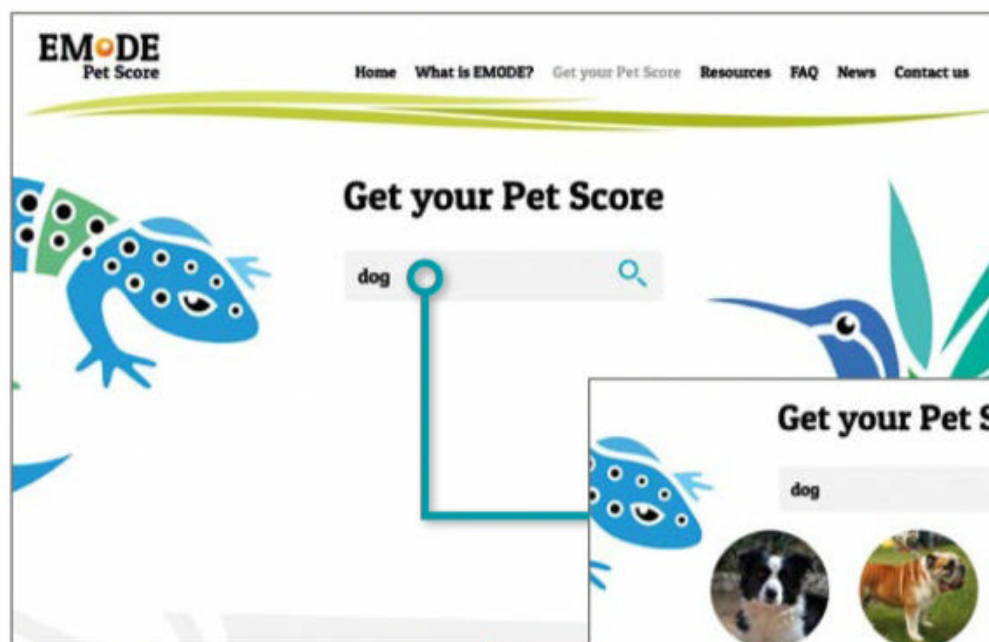 EMODE
Pet Score
Home What is EMODE? Get your Pet Score Resources FAQ News Contact us
Get your Pet Score
dog
Get your Pet S
dog